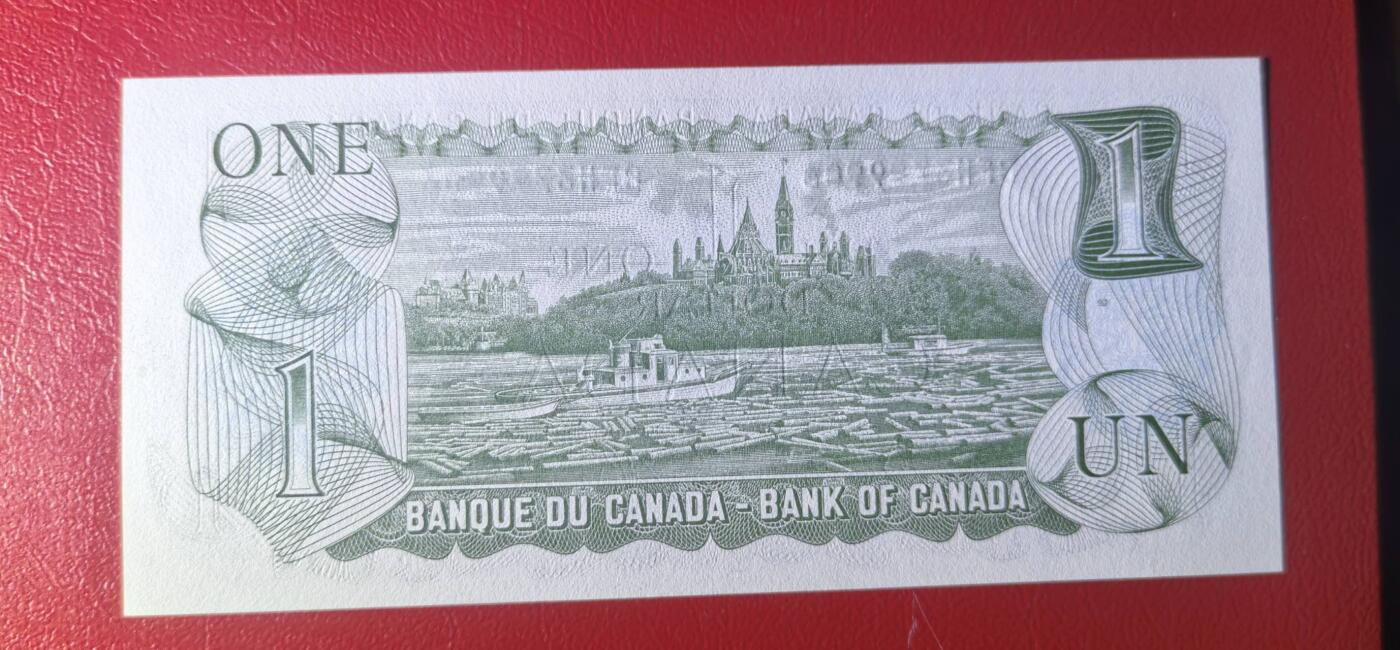 ONE
1
1
UN
BANQUE DU CANADA - BANK OF CANADA